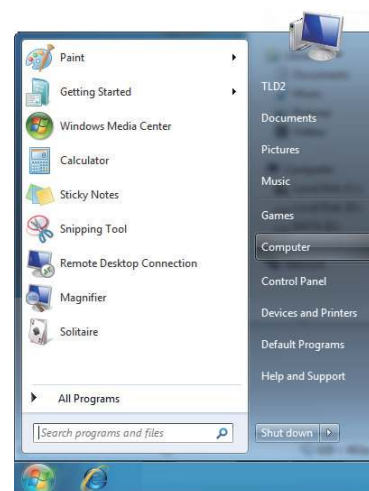 Paint
Getting Started
Windows Media Center
Calculator
Sticky Notes
Snipping Tool
Remote Desktop Connection
Magnifier
Solitaire
All Programs
Search programs and files
TLD2
Documents
Pictures
Music
Games
Computer
Control Panel
Devices and Printers
Default Programs
Help and Support
Shut down